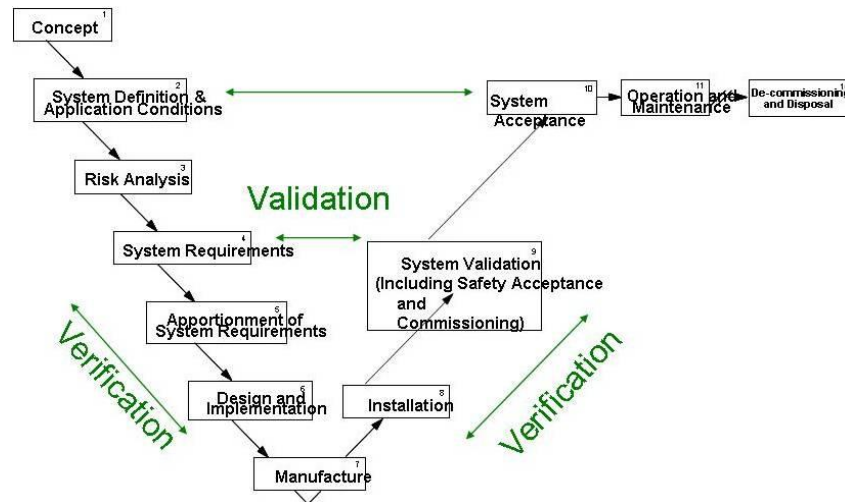 Concept 1
2
System Definition &
Application Conditions
3
Risk Analysis
4
System Requirements
5
Apportionment of
System Requirements
6
Design and
Implementation
7
Manufacture
8
Installation
9
System Validation
(Including Safety Acceptance
and
Commissioning)
10
System
Acceptance
11
Operation and
Maintenance
De-commissioning
and Disposal
Validation
Verification
Verification